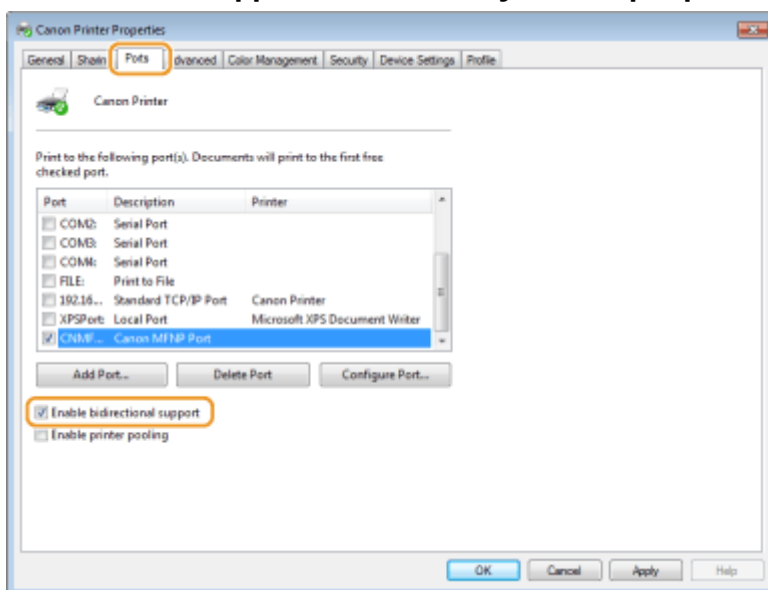 Canon Printer Properties
General Sharin Ports dvanced Color Management Security Device Settings Profile
Canon Printer
Print to the following port(s). Documents will print to the first free
checked port.
Port Description Printer
COM2: Serial Port
COM3: Serial Port
COM4: Serial Port
FILE: Print to File
192.16... Standard TCP/IP Port Canon Printer
XPSPort: Local Port Microsoft XPS Document Writer
CNMF... Canon MFNP Port
Add Port... Delete Port Configure Port...
Enable bidirectional support
Enable printer pooling
OK Cancel Apply Help